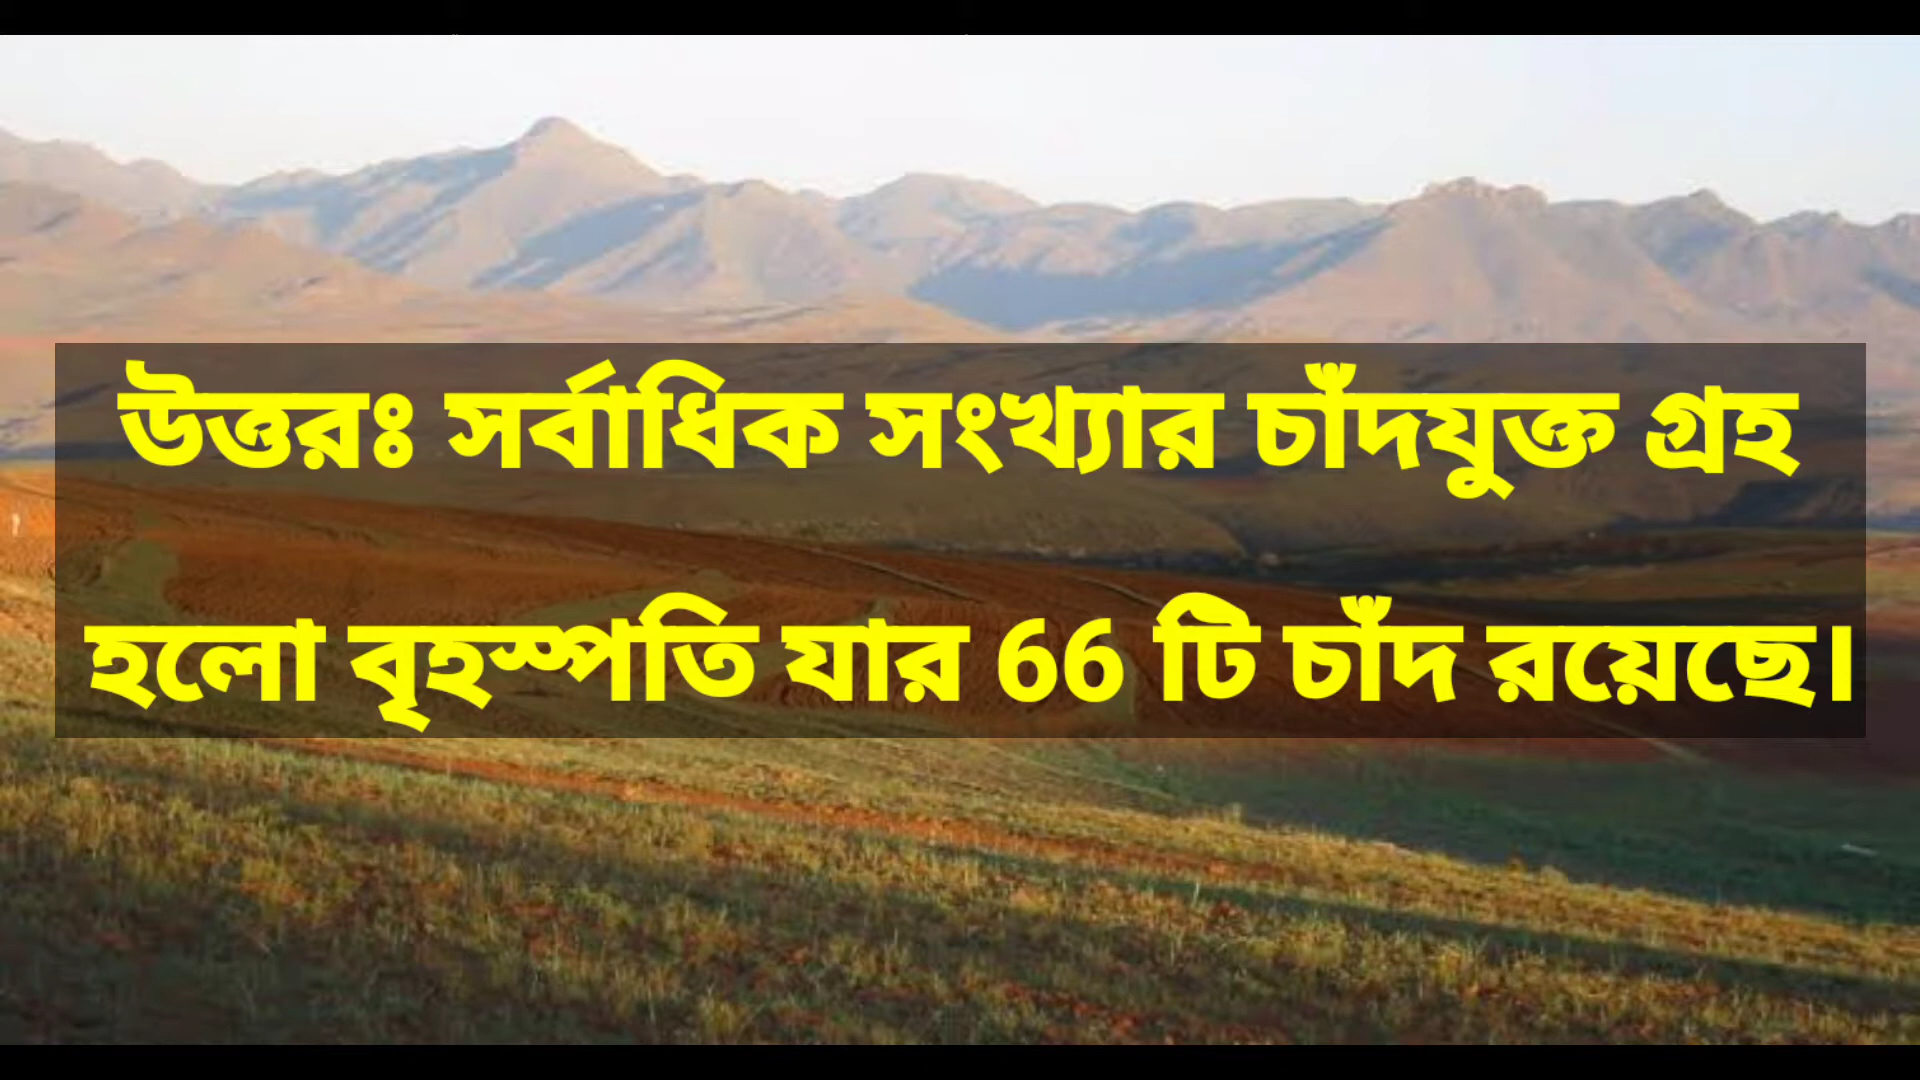 উত্তরঃ সর্বাধিক সংখ্যার চাঁদযুক্ত গ্রহ
হলো বৃহস্পতি যার 66 টি চাঁদ রয়েছে।